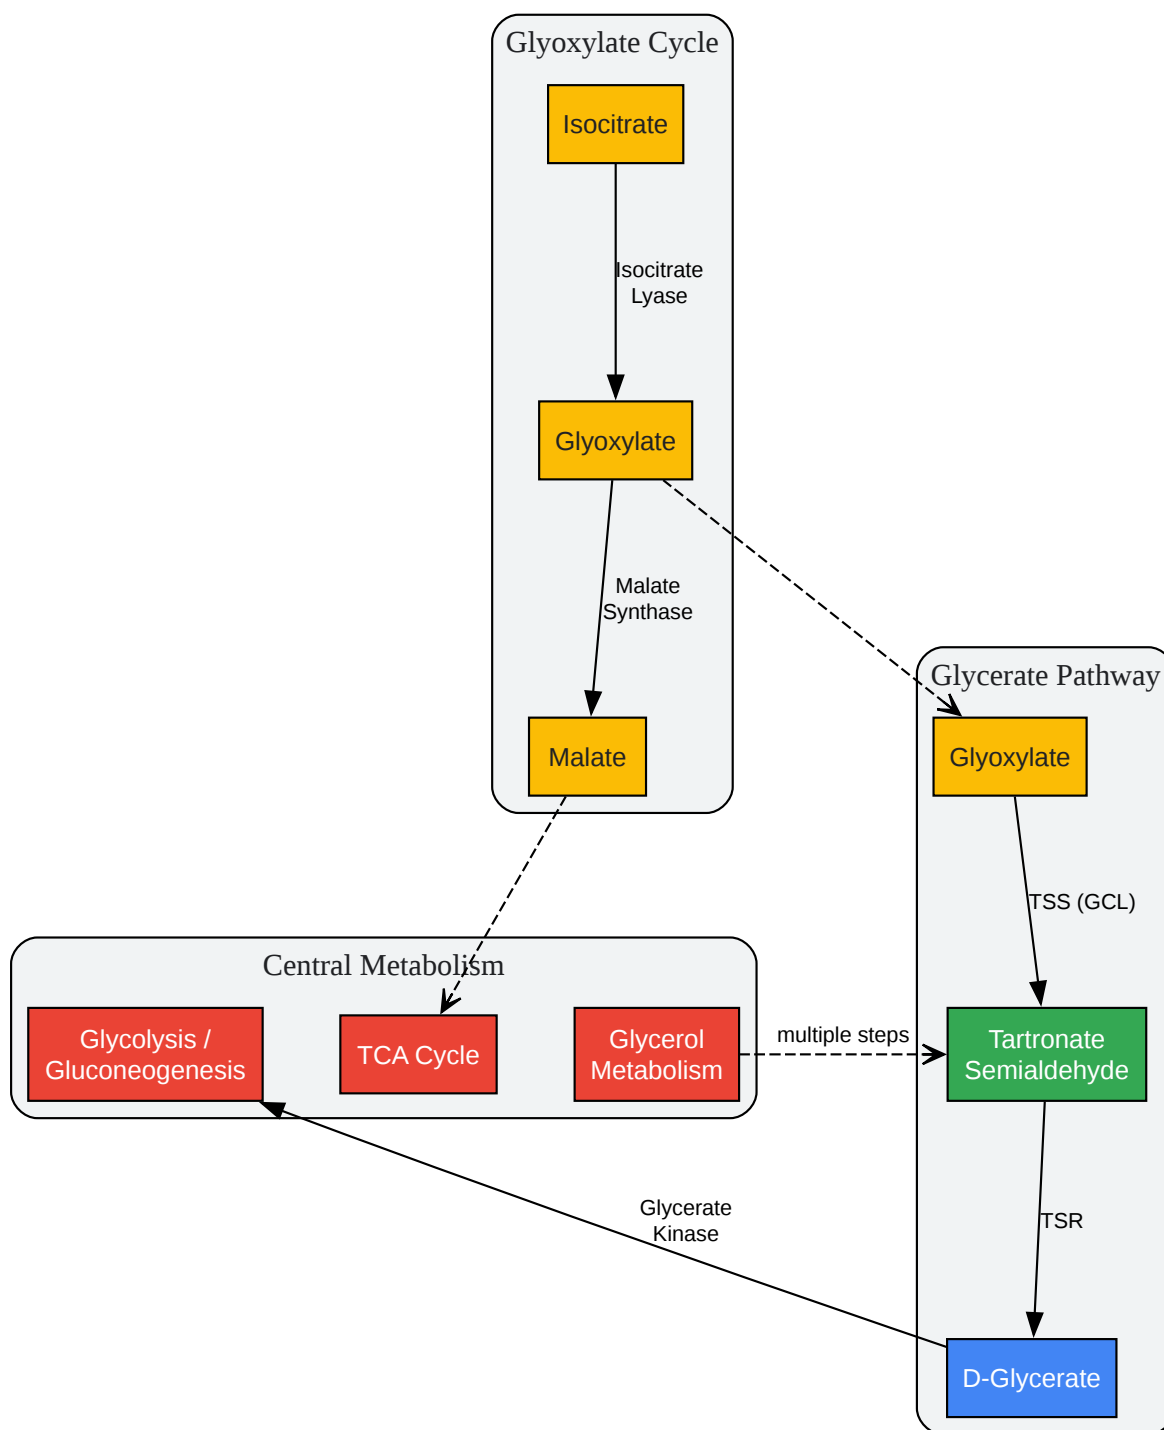 Glyoxylate Cycle
Isocitrate
Isocitrate
Lyase
Glyoxylate
Malate
Synthase
Malate
Glycerate Pathway
Glyoxylate
TSS (GCL)
Central Metabolism
Glycolysis /
Gluconeogenesis
TCA Cycle
Glycerol
Metabolism
multiple steps
Tartronate
Semialdehyde
TSR
Glycerate
Kinase
D-Glycerate